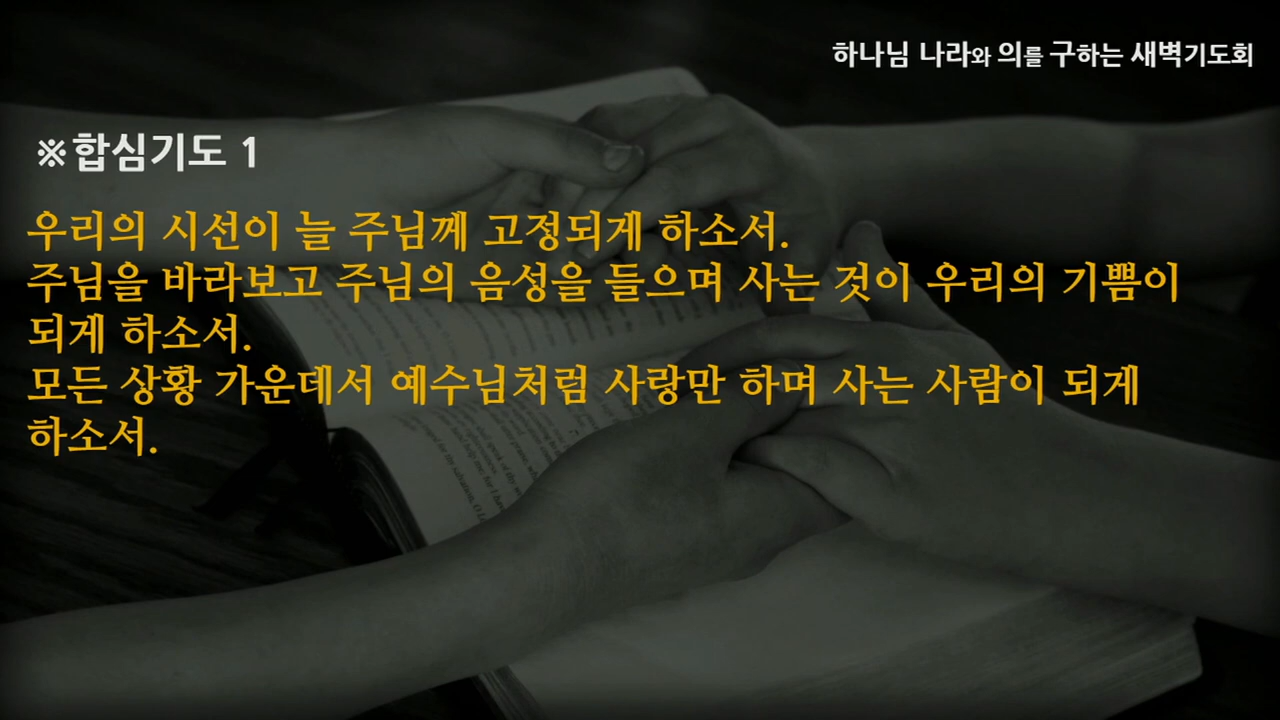 하나님 나라와 의를 구하는 새벽기도회
※합심기도 1
우리의 시선이 늘 주님께 고정되게 하소서.
주님을 바라보고 주님의 음성을 들으며 사는 것이 우리의 기쁨이
되게 하소서.
모든 상황 가운데서 예수님처럼 사랑만 하며 사는 사람이 되게
하소서.